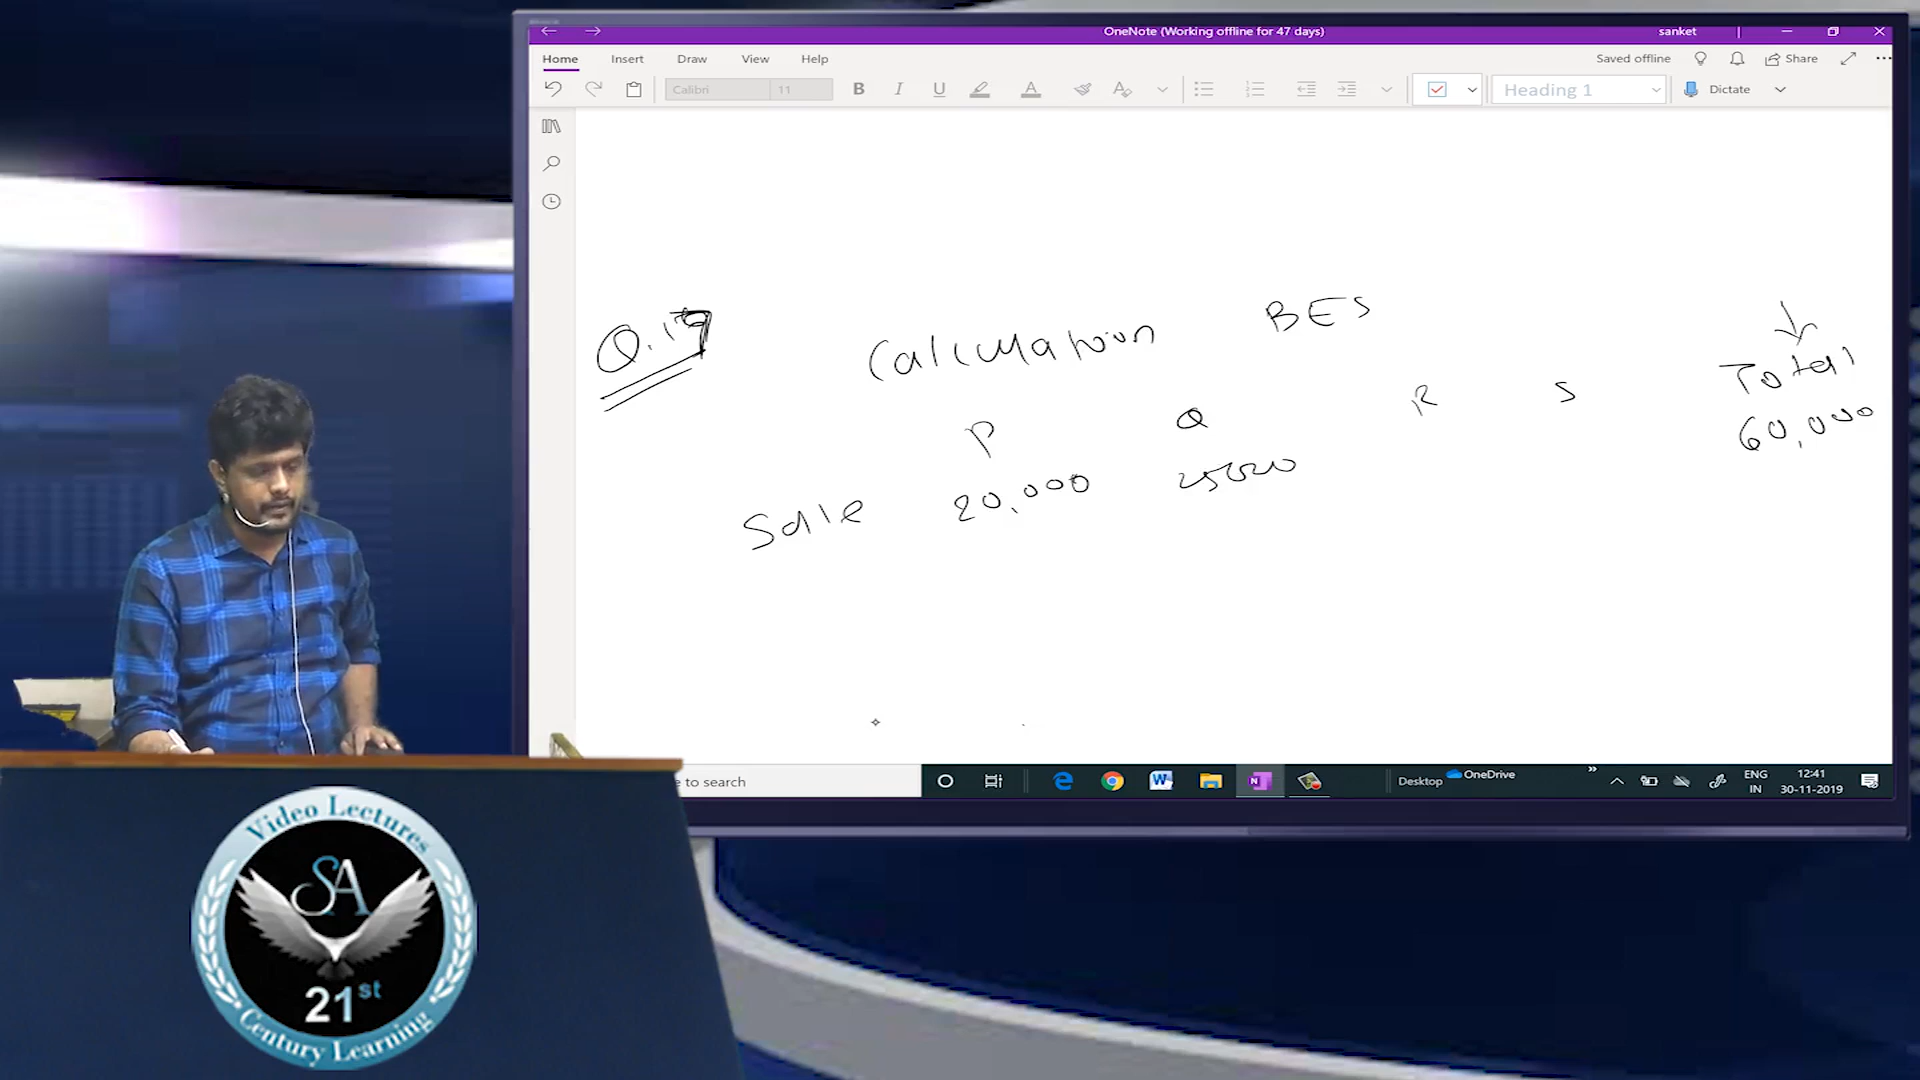 OneNote (Working offline for 47 days)
sanket
Home Insert Draw View Help
Saved offline
Share
Calibri 11
B I U A
Heading 1
Dictate
Calculation BES
P Q R S Total
Sale 20,000 25000 60,000
e to search
Desktop
OneDrive
ENG
IN
12:41
30-11-2019
Video Lectures
SA
21st
Century Learning